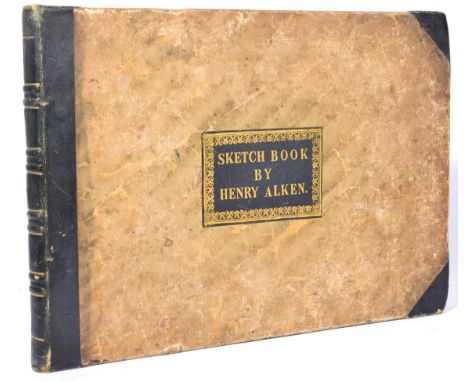 SKETCH BOOK
BY
HENRY ALKEN.